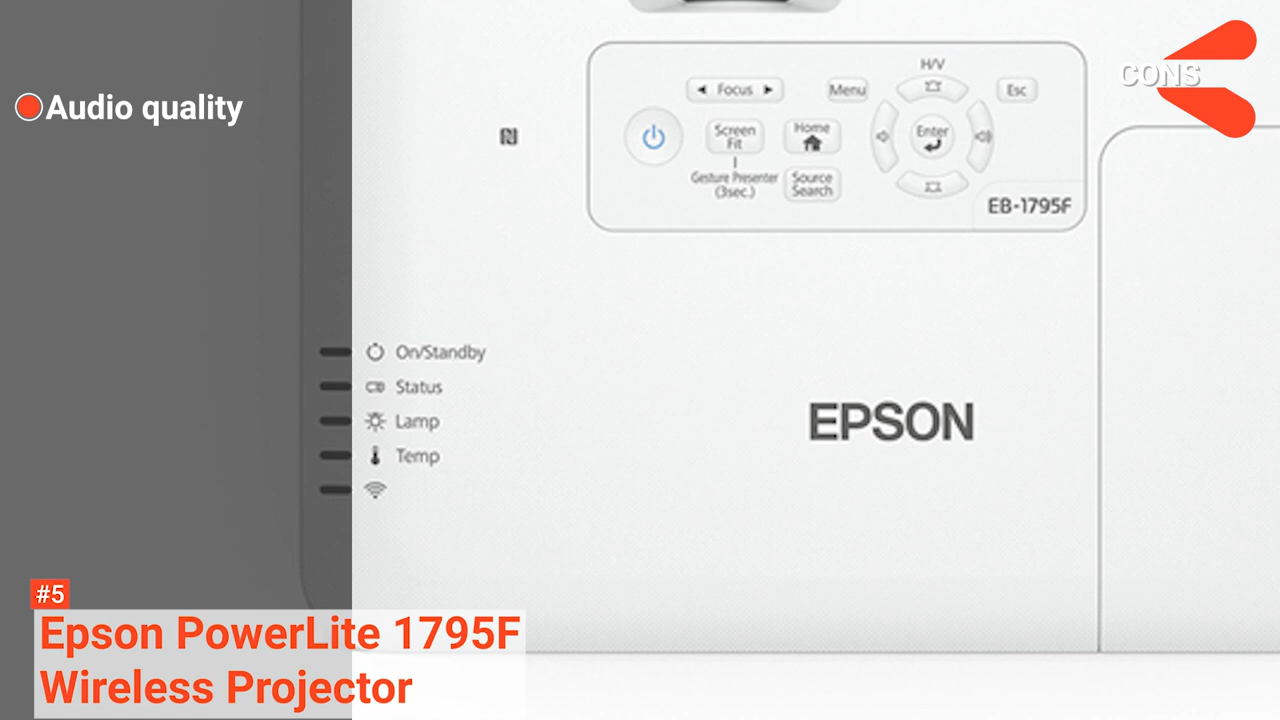 Audio quality
CONS
H/V
Focus
Menu
Esc
Screen
Fit
Home
Enter
Gesture Presenter
(3sec.)
Source
Search
EB-1795F
On/Standby
Status
Lamp
Temp
EPSON
#5
Epson PowerLite 1795F
Wireless Projector